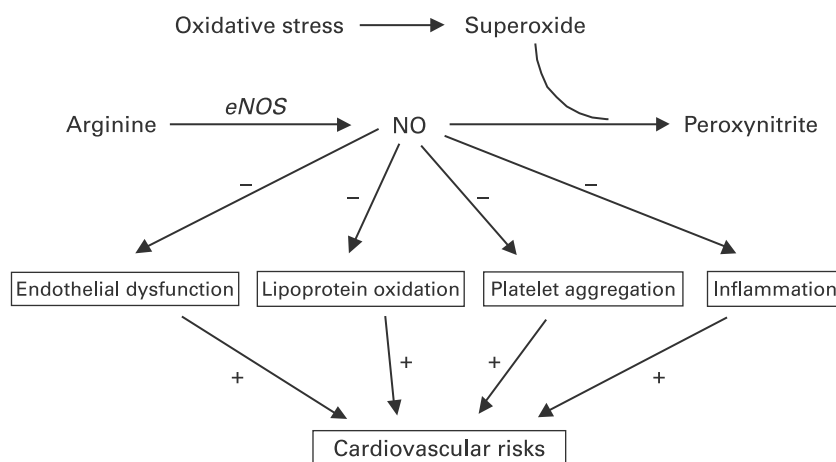 Oxidative stress Superoxide
Arginine eNOS NO Peroxynitrite
− − − −
Endothelial dysfunction Lipoprotein oxidation Platelet aggregation Inflammation
+ + + +
Cardiovascular risks